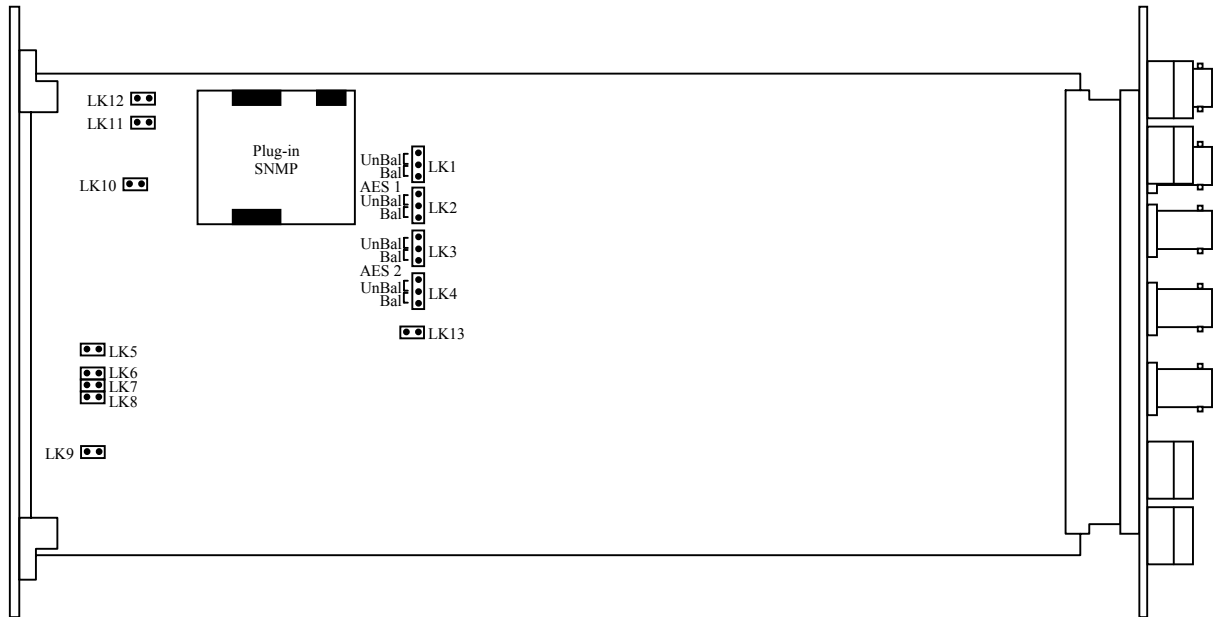 LK12
LK11
Plug-in
SNMP
LK10
UnBal
Bal
LK1
AES 1
UnBal
Bal
LK2
UnBal
Bal
LK3
AES 2
UnBal
Bal
LK4
LK13
LK5
LK6
LK7
LK8
LK9